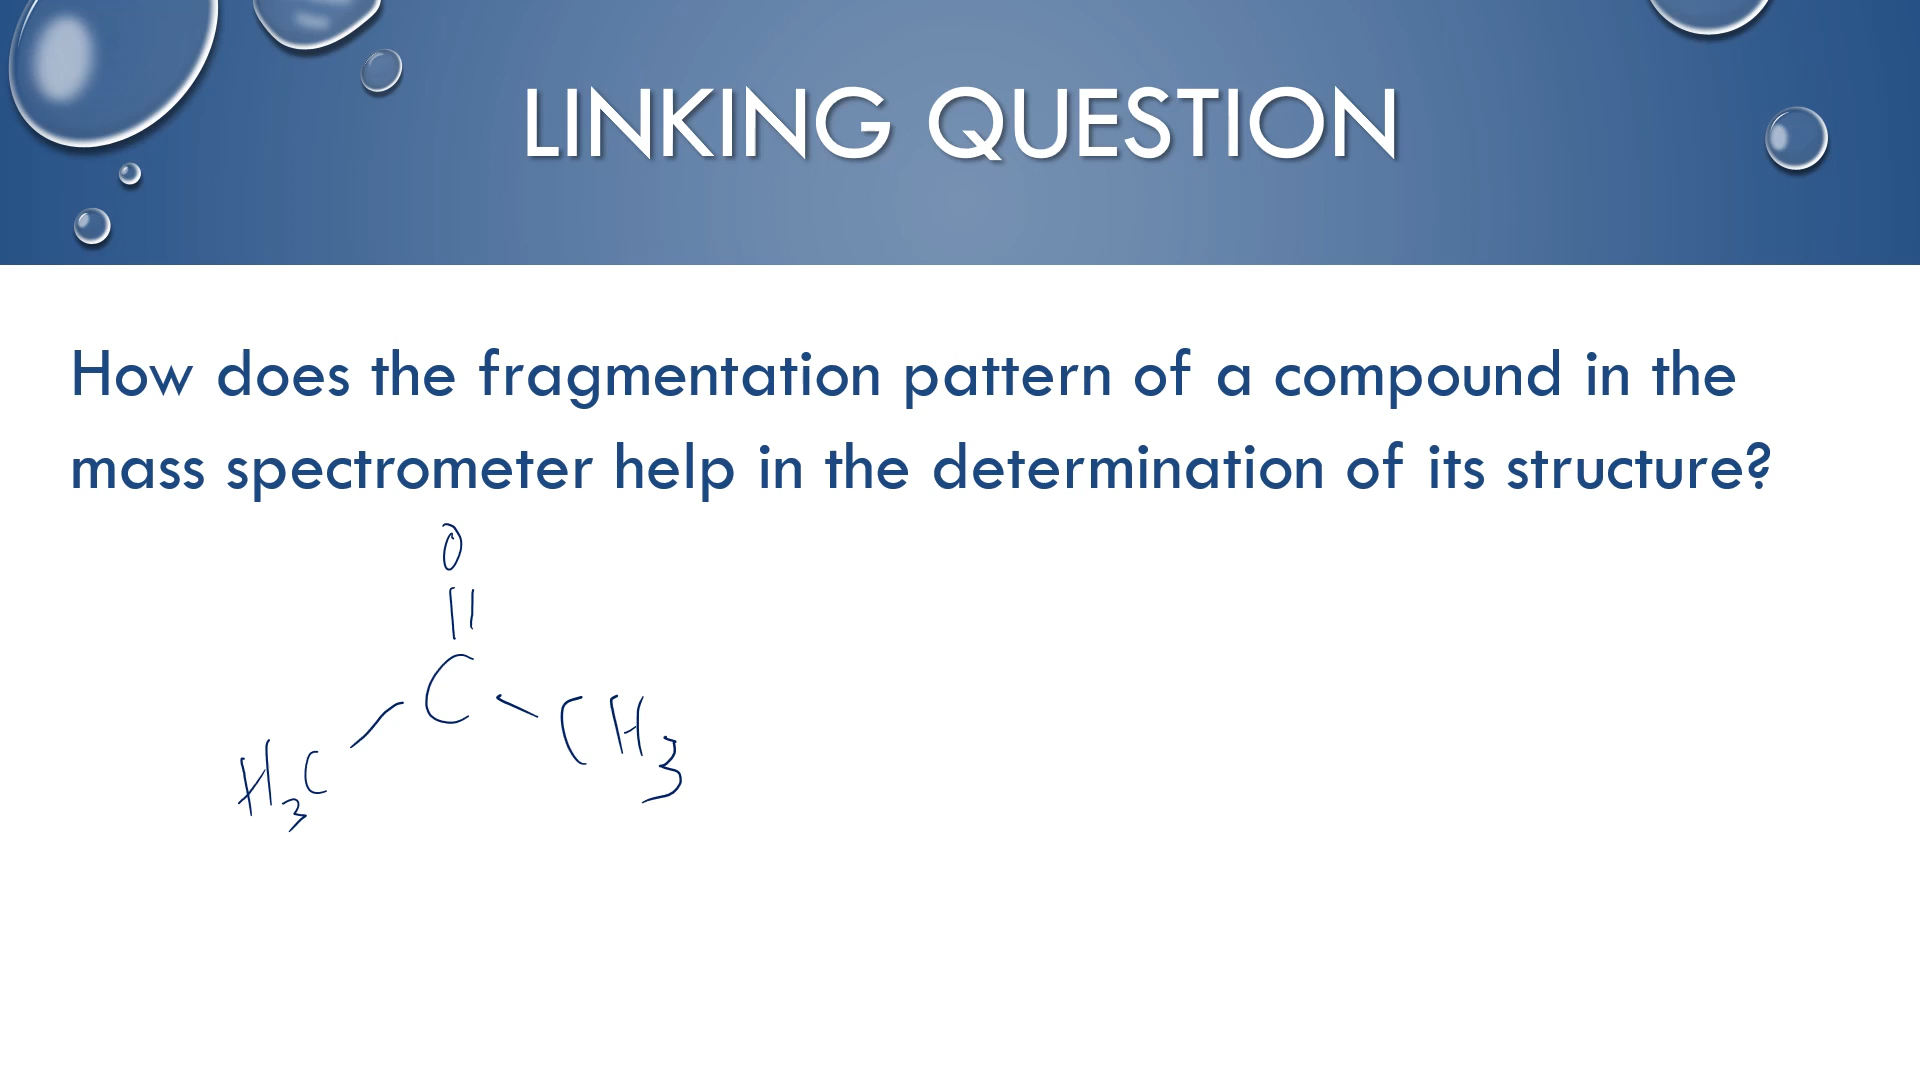 LINKING QUESTION
How does the fragmentation pattern of a compound in the
mass spectrometer help in the determination of its structure?
O
C
CH3
H3C